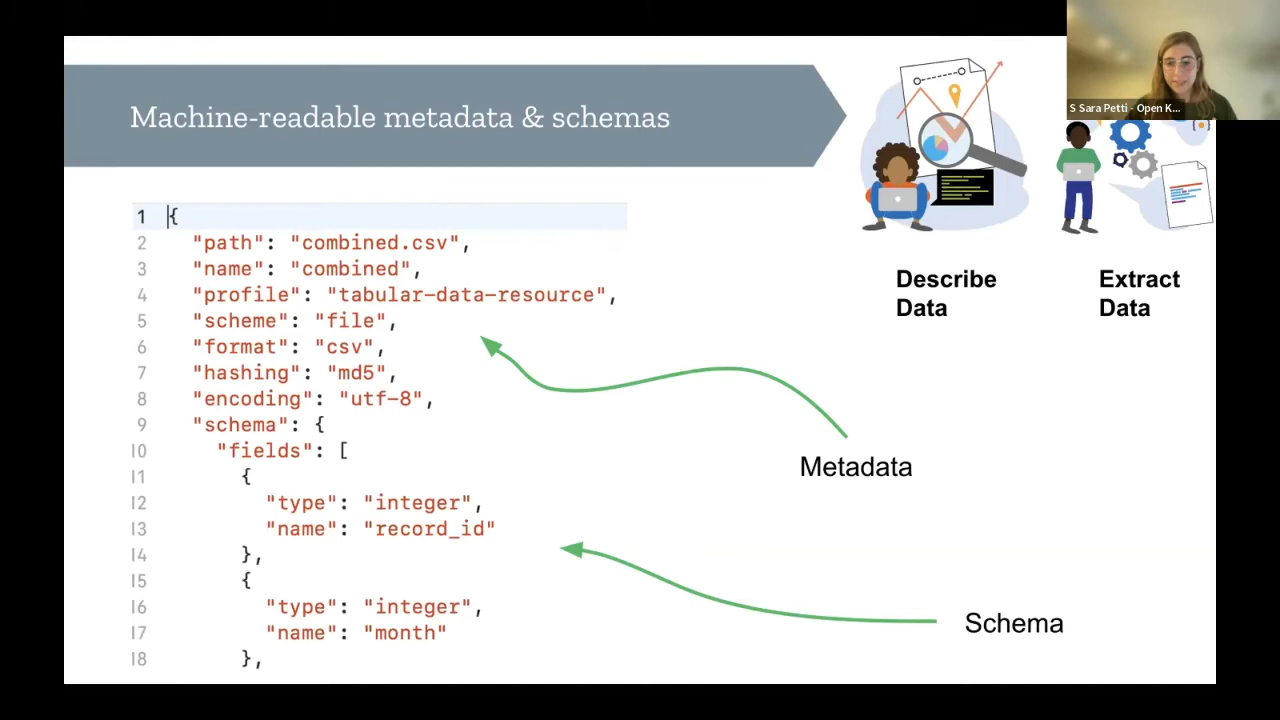 S Sara Petti - Open K...
Machine-readable metadata & schemas
Describe
Data
Extract
Data
1 {
2 "path": "combined.csv",
3 "name": "combined",
4 "profile": "tabular-data-resource",
5 "scheme": "file",
6 "format": "csv",
7 "hashing": "md5",
8 "encoding": "utf-8",
9 "schema": {
10 "fields": [
11 {
12 "type": "integer",
13 "name": "record_id"
14 },
15 {
16 "type": "integer",
17 "name": "month"
18 },
Metadata
Schema